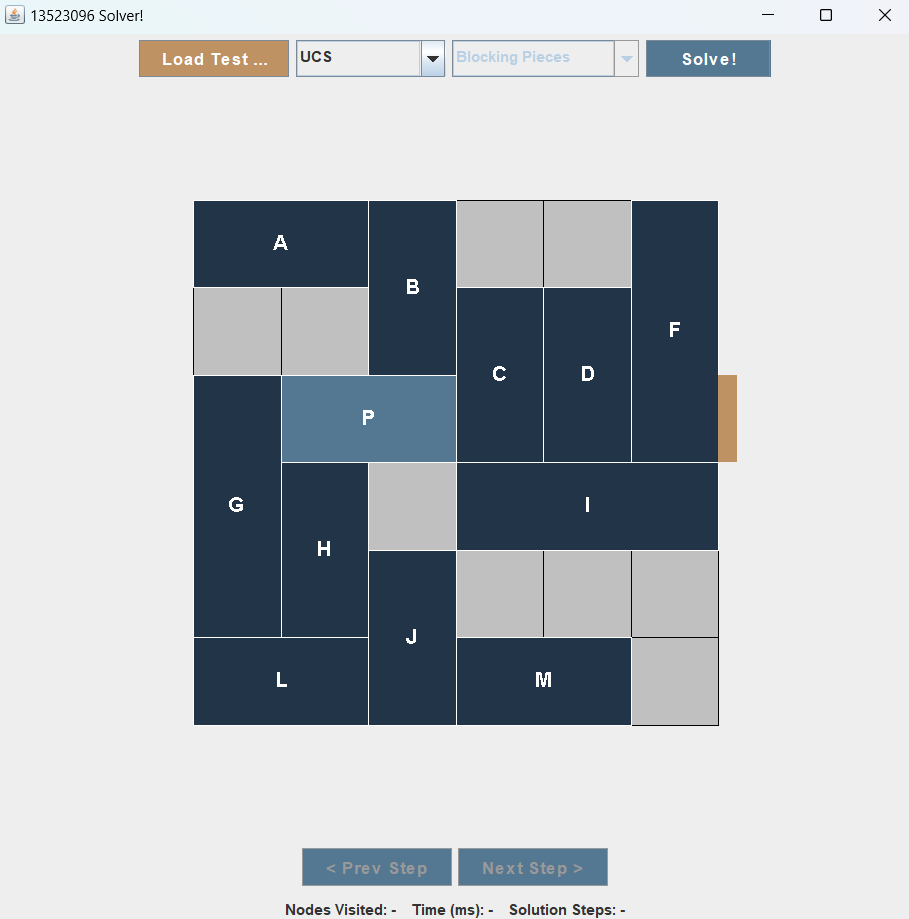 13523096 Solver!
Load Test ... UCS Blocking Pieces Solve!
A
B
F
C D
P
G
I
H
J
L M
< Prev Step Next Step >
Nodes Visited: - Time (ms): - Solution Steps: -